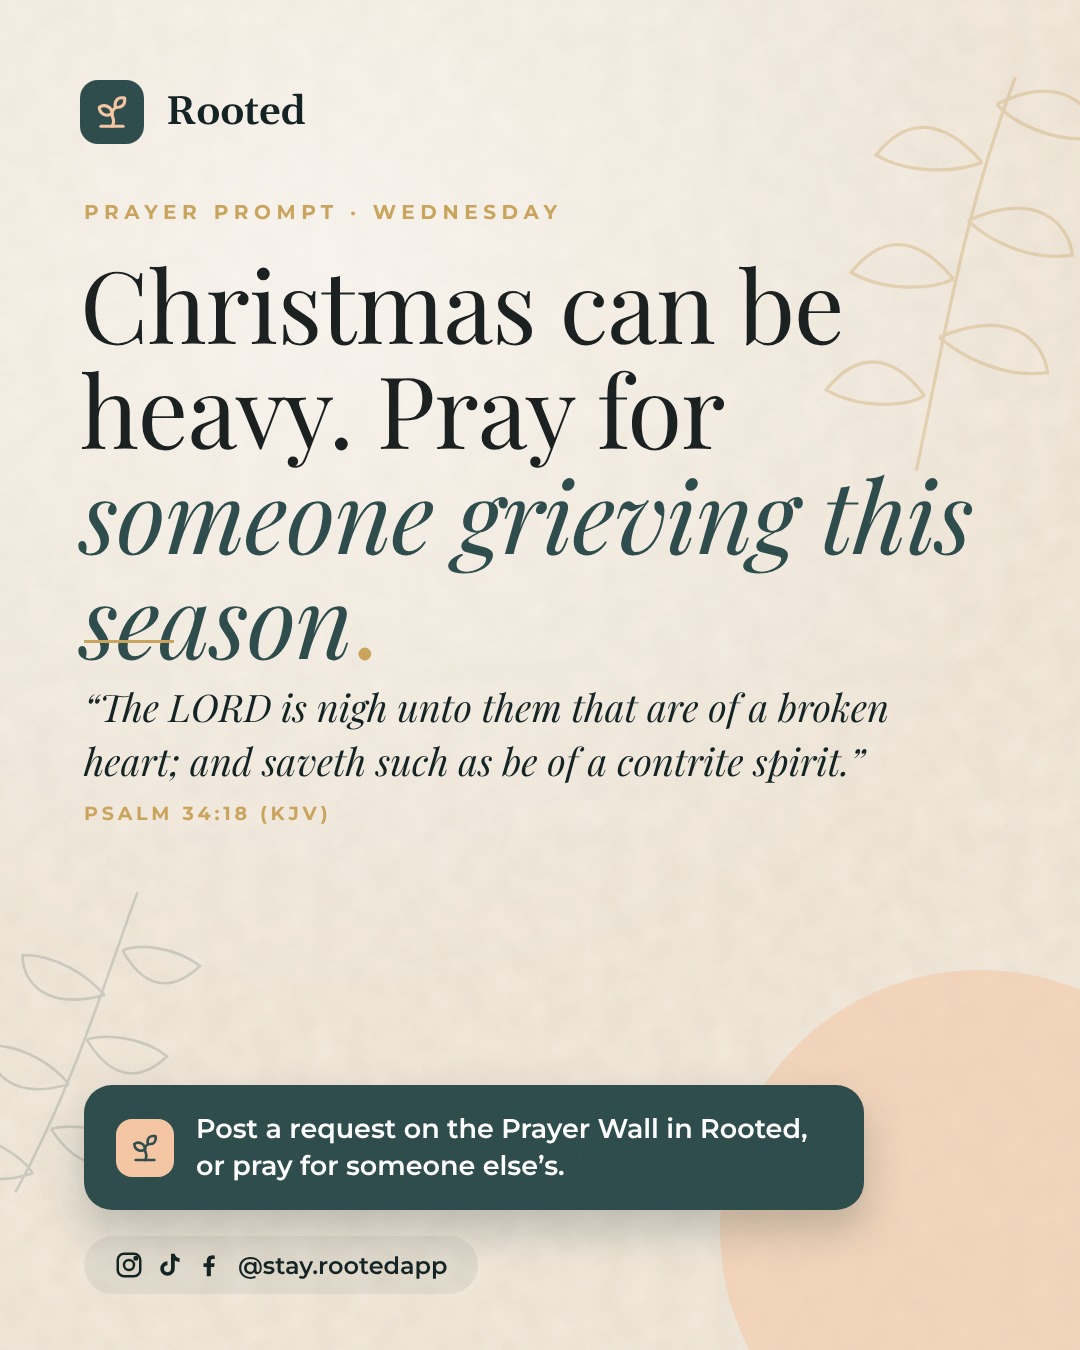 Rooted
PRAYER PROMPT · WEDNESDAY
Christmas can be
heavy. Pray for
someone grieving this
season.
“The LORD is nigh unto them that are of a broken
heart; and saveth such as be of a contrite spirit.”
PSALM 34:18 (KJV)
Post a request on the Prayer Wall in Rooted,
or pray for someone else’s.
@stay.rootedapp